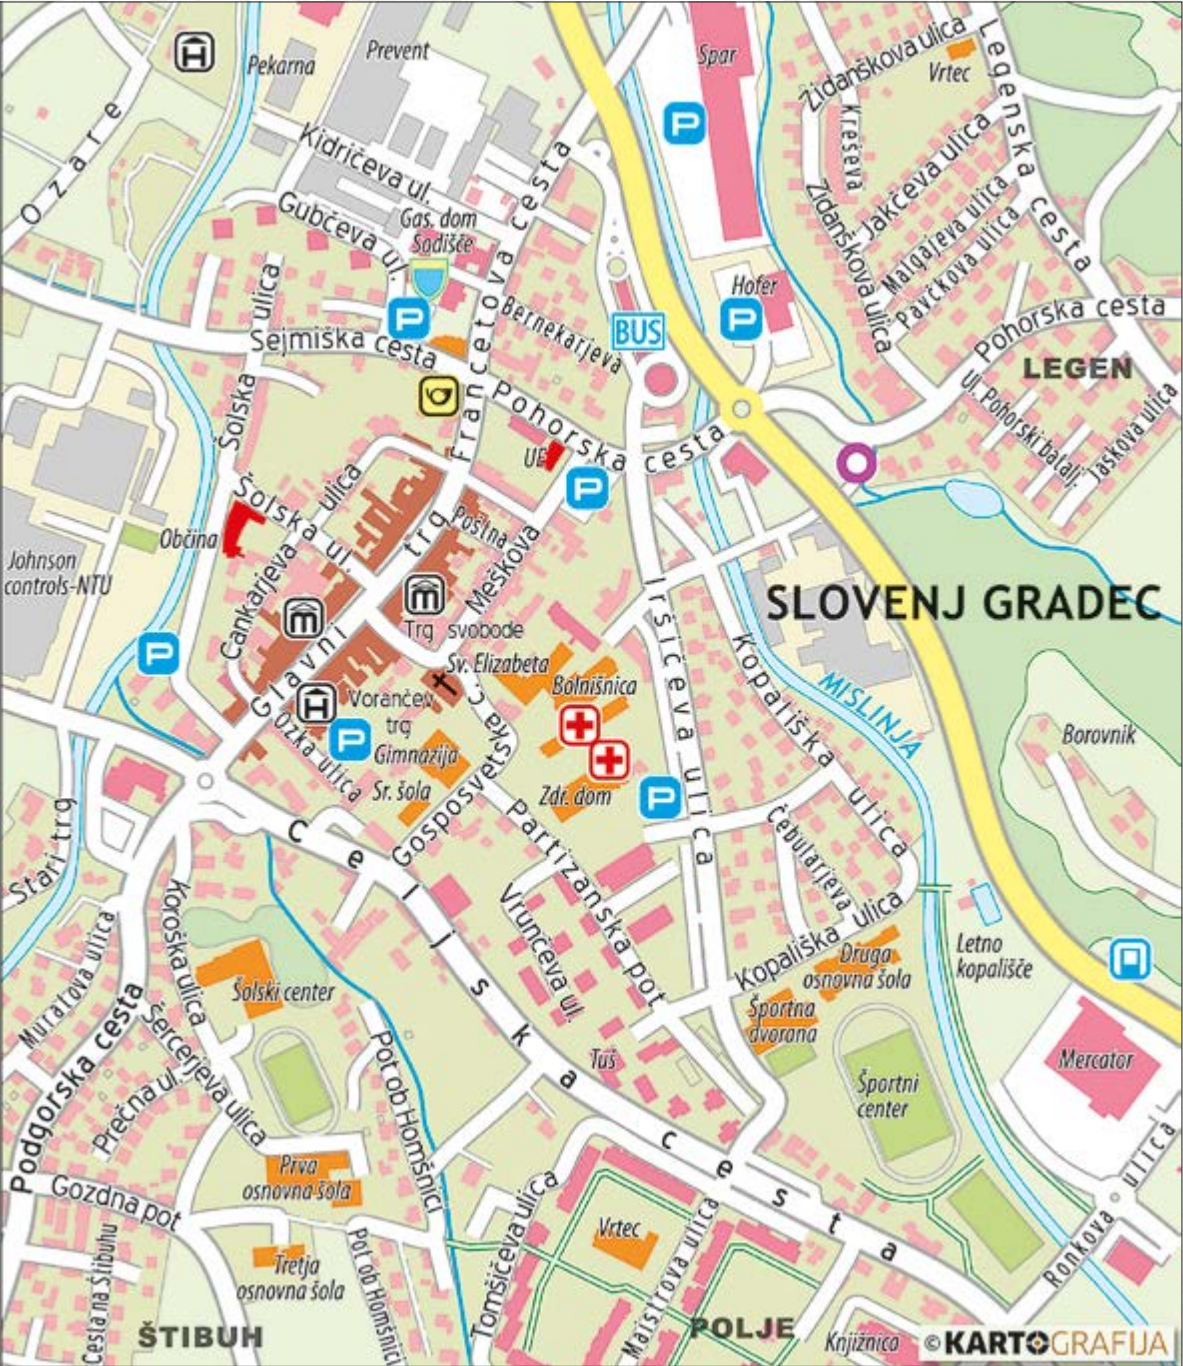 Pekarna
Prevent
Spar
Židanškova ulica
Vrtec
Legenska cesta
Ozare
Kidričeva ul.
Kreševa
Jakčeva ulica
Gubčeva ul.
Gas. dom
Sodišče
Francetova cesta
Židanškova ulica
Malgajeva ulica
Pavčkova ulica
Hofer
Bernekarjeva
BUS
Pohorska cesta
LEGEN
Šolska ulica
Sejmiška cesta
Pohorska cesta
Ul. Pohorski batalj.
Jaskova ulica
UE
Šolska ul.
Občina
Cankarjeva ulica
Glavni trg
Poštna
Meškova
Johnson
controls-NTU
SLOVENJ GRADEC
Trg svobode
Sv. Elizabeta
Bolnišnica
Iršičeva ulica
Kopališka ulica
MISLINJA
Borovnik
Vorančev
trg
Ozka ulica
Gimnazija
Sr. šola
Gosposvetska c.
Zdr. dom
Stari trg
Celjska cesta
Partizanska pot
Čebularjeva
Vrunčeva ul.
Kopališka ulica
Letno
kopališče
Koroška ulica
Muratova ulica
Šolski center
Druga
osnovna šola
Športna
dvorana
Podgorska cesta
Šercerjeva ulica
Prečna ul.
Pot ob Homšnici
Tuš
Športni
center
Mercator
Prva
osnovna šola
Gozdna pot
Tretja
osnovna šola
Cesta na Štibuhu
Pot ob Homšnici
Tomšičeva ulica
Vrtec
Maistrova ulica
Ronkova ulica
ŠTIBUH
POLJE
Knjižnica
© KARTOGRAFIJA